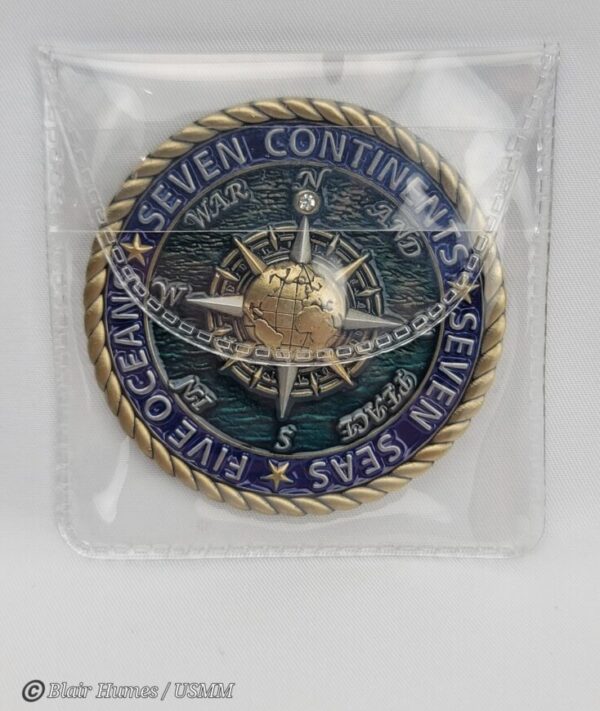 SEVEN CONTINENTS
SEVEN SEAS
FIVE OCEANS
IN WAR AND PEACE
N
W
S
© Blair Humes / USMM